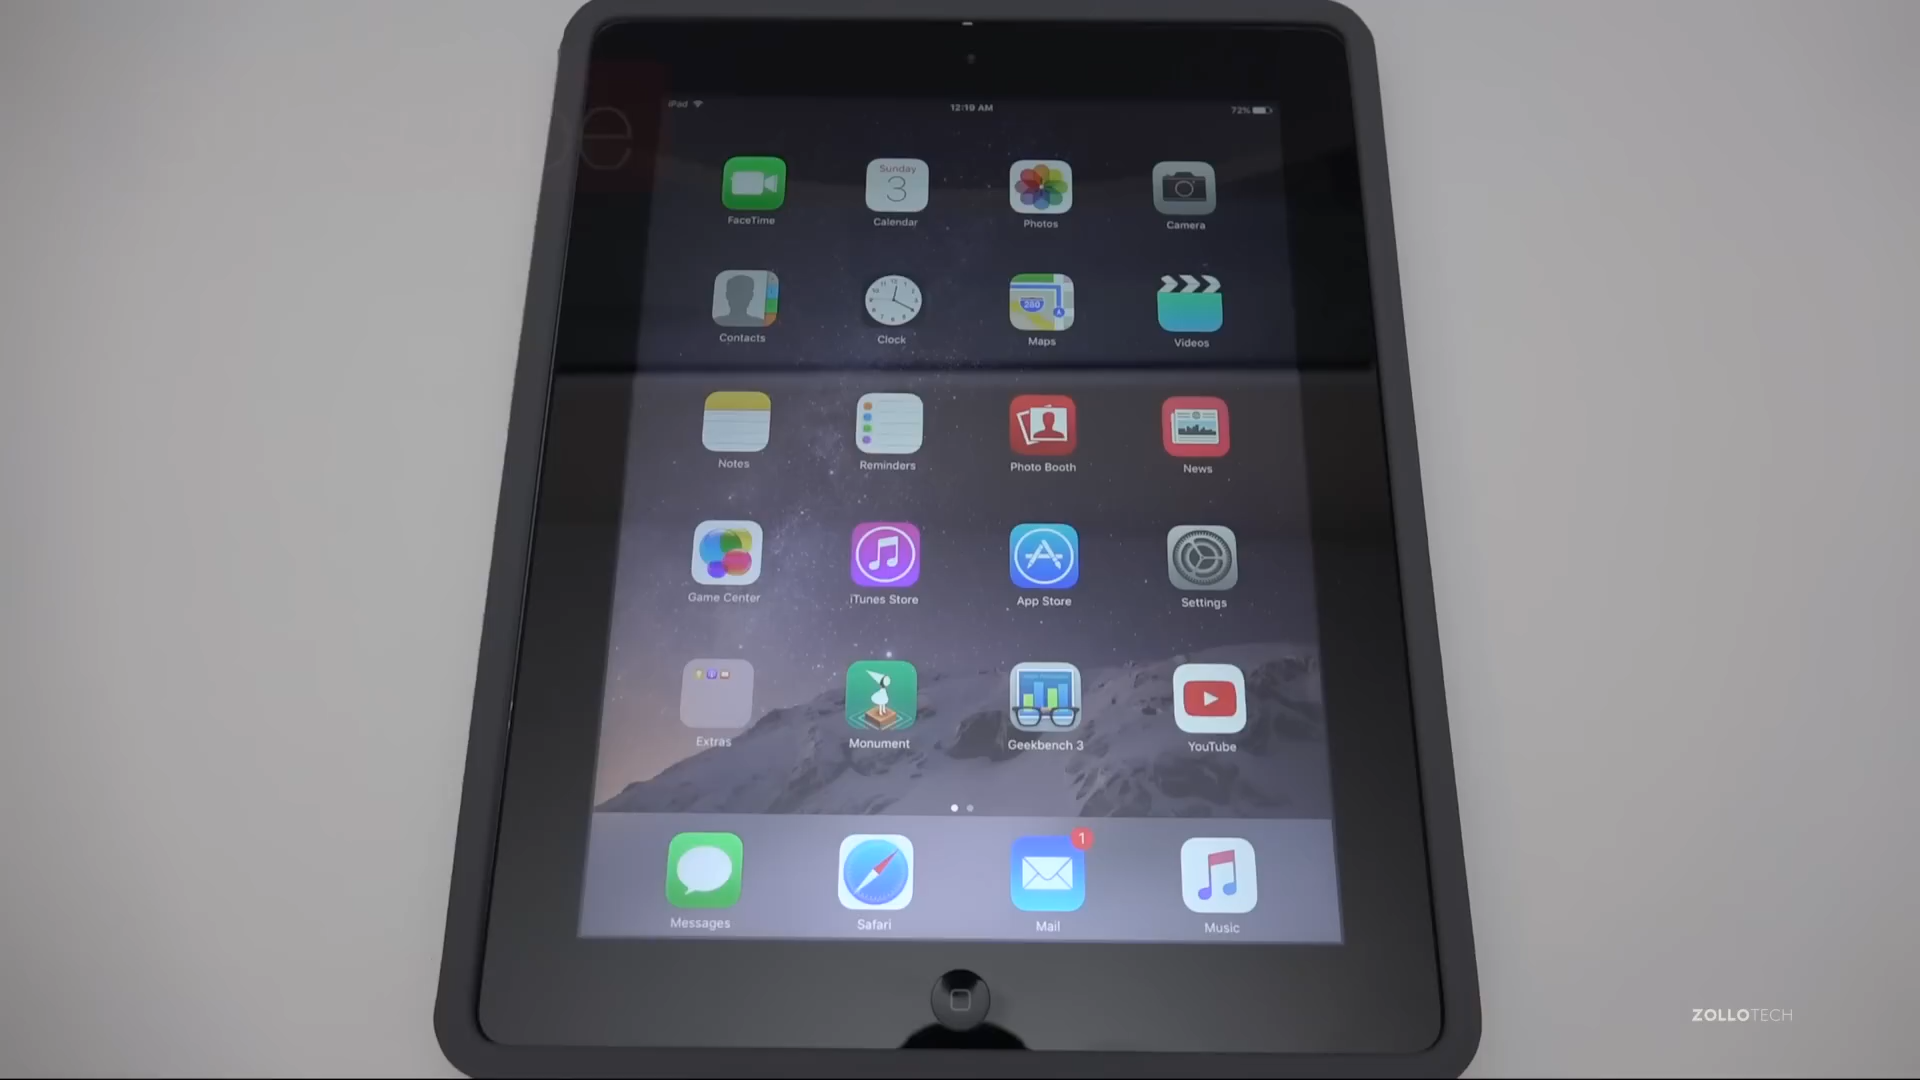 iPad 12:19 AM 72%
e
Sunday
3
FaceTime Calendar Photos Camera
280
Contacts Clock Maps Videos
Notes Reminders Photo Booth News
Game Center iTunes Store App Store Settings
Extras Monument Geekbench 3 YouTube
1
Messages Safari Mail Music
ZOLLOTECH